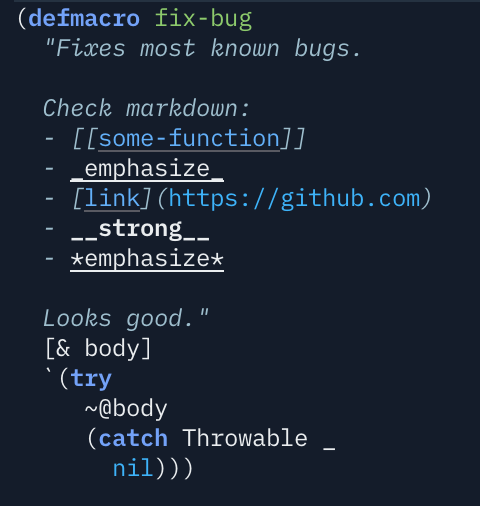 (defmacro fix-bug
  "Fixes most known bugs.

  Check markdown:
  - [[some-function]]
  - _emphasize_
  - [link](https://github.com)
  - __strong__
  - *emphasize*

  Looks good."
  [& body]
  `(try
     ~@body
     (catch Throwable _
       nil)))